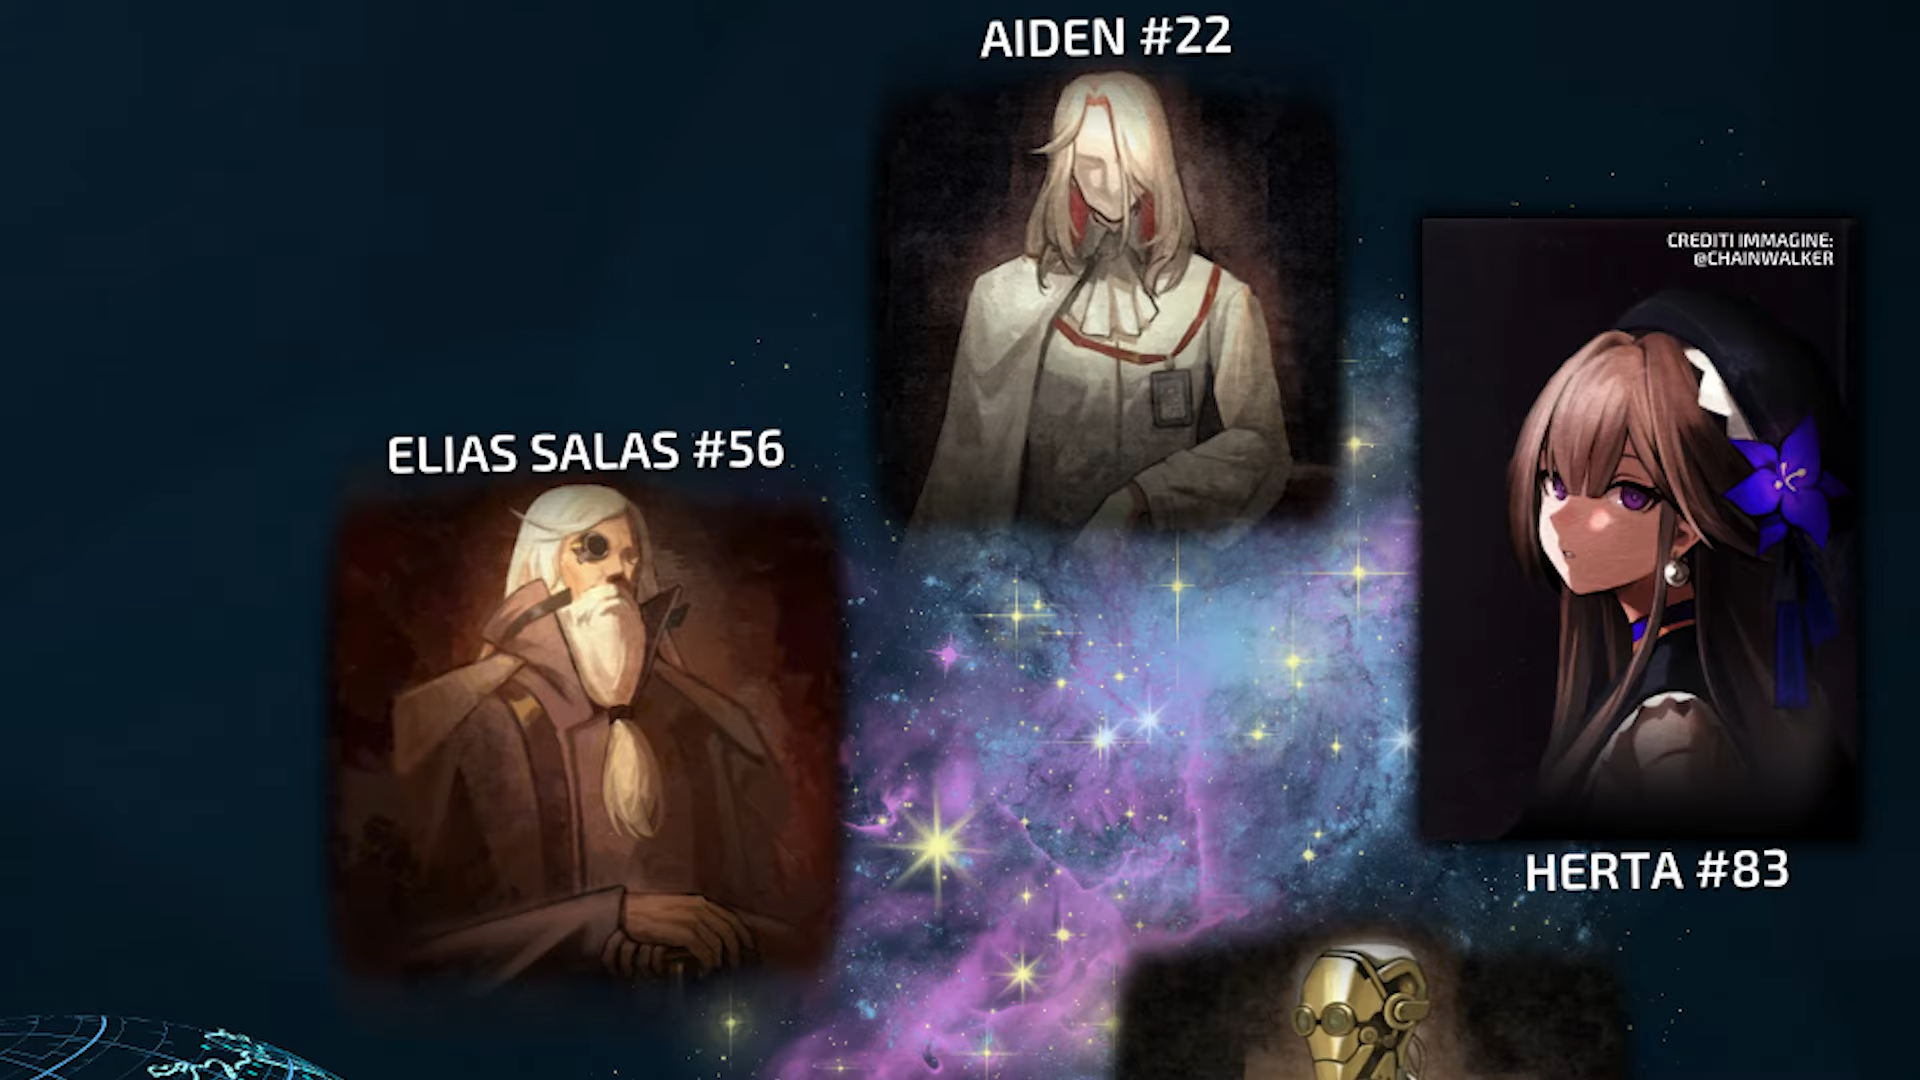 AIDEN #22
CREDITI IMMAGINE:
@CHAINWALKER
ELIAS SALAS #56
HERTA #83